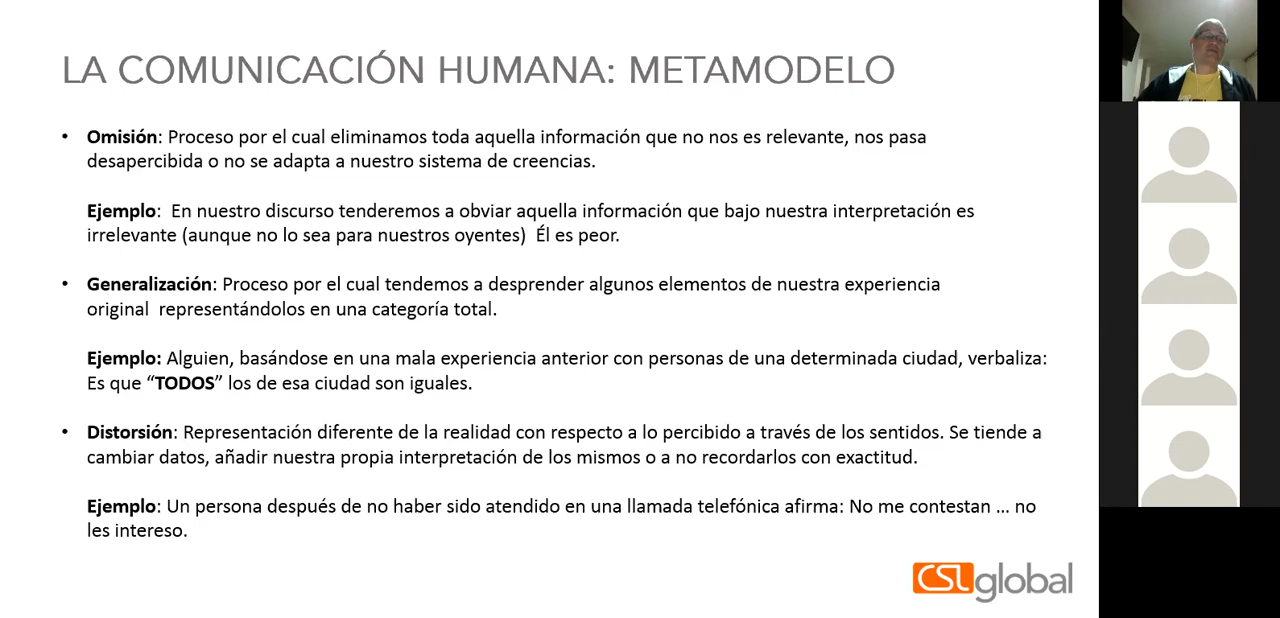 LA COMUNICACIÓN HUMANA: METAMODELO
• Omisión: Proceso por el cual eliminamos toda aquella información que no nos es relevante, nos pasa
desapercibida o no se adapta a nuestro sistema de creencias.
Ejemplo: En nuestro discurso tenderemos a obviar aquella información que bajo nuestra interpretación es
irrelevante (aunque no lo sea para nuestros oyentes) Él es peor.
• Generalización: Proceso por el cual tendemos a desprender algunos elementos de nuestra experiencia
original representándolos en una categoría total.
Ejemplo: Alguien, basándose en una mala experiencia anterior con personas de una determinada ciudad, verbaliza:
Es que “TODOS” los de esa ciudad son iguales.
• Distorsión: Representación diferente de la realidad con respecto a lo percibido a través de los sentidos. Se tiende a
cambiar datos, añadir nuestra propia interpretación de los mismos o a no recordarlos con exactitud.
Ejemplo: Un persona después de no haber sido atendido en una llamada telefónica afirma: No me contestan … no
les intereso.
CSL global